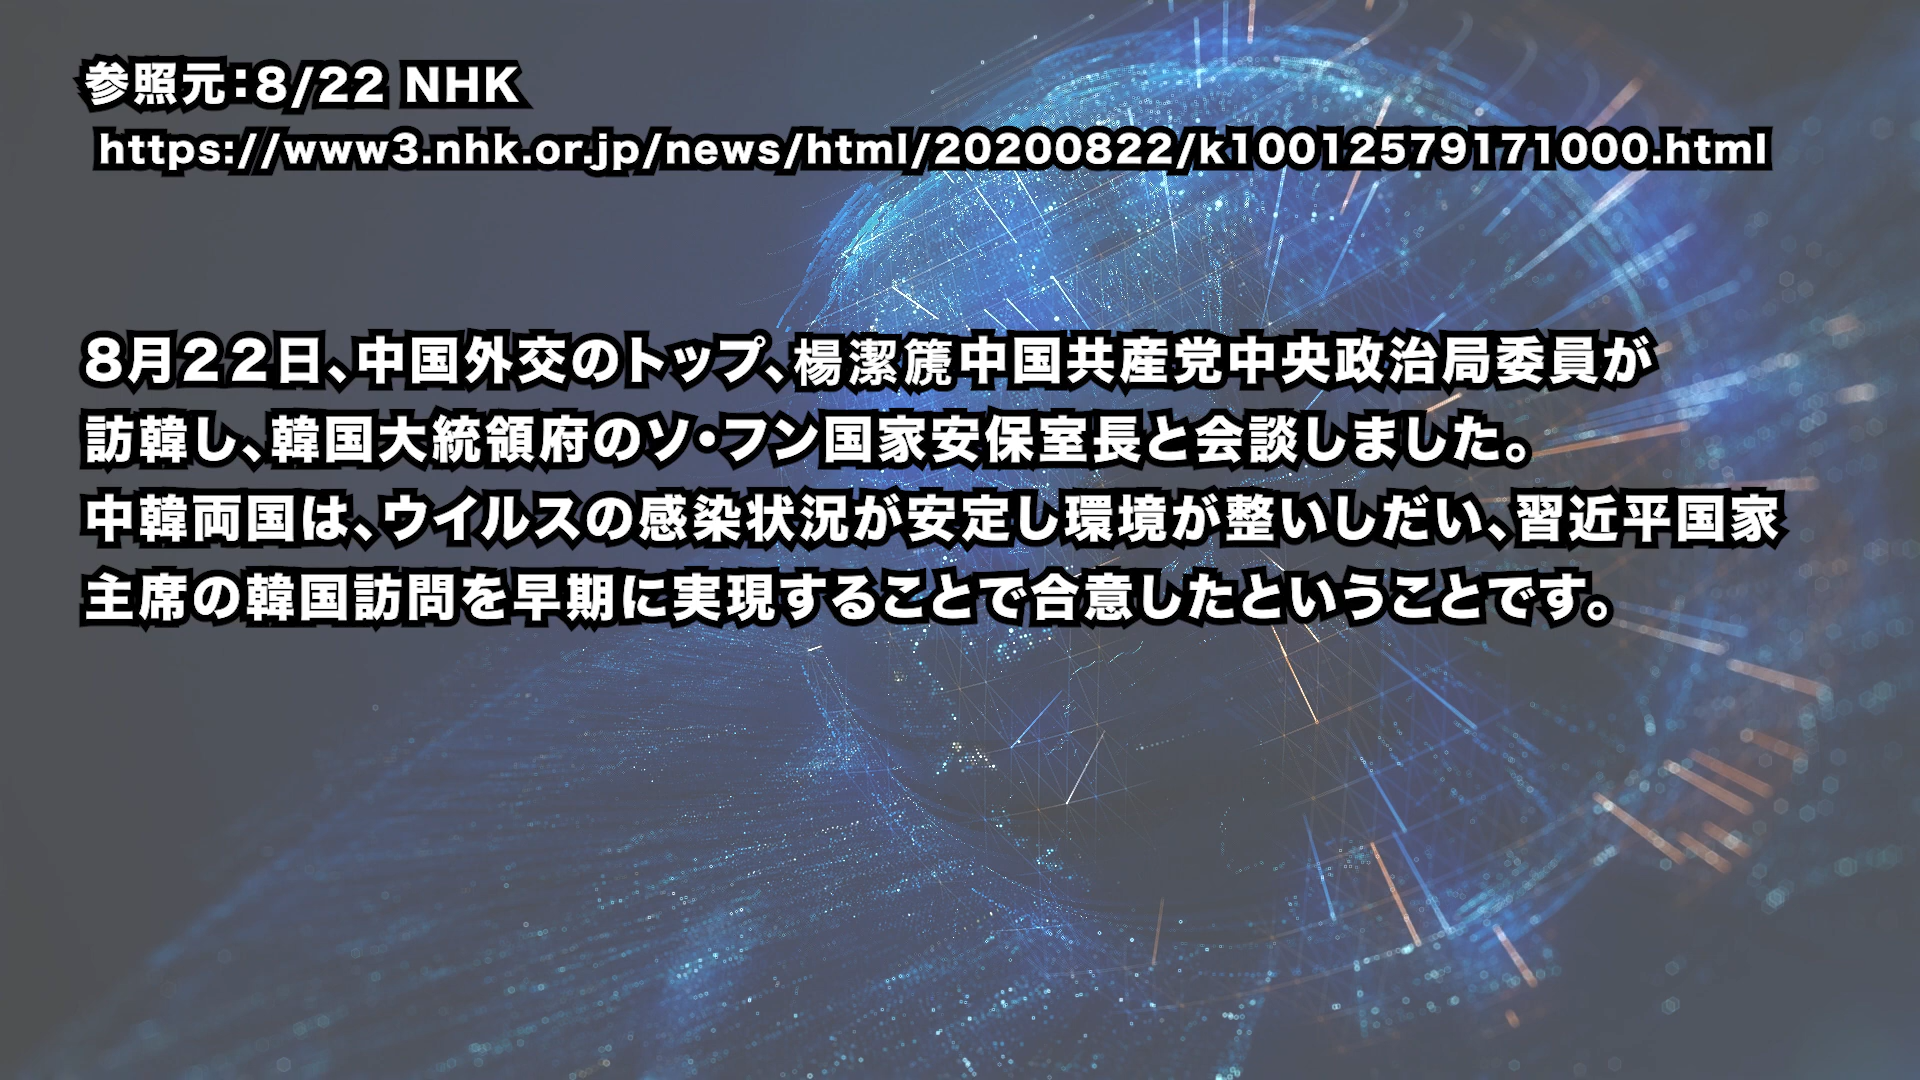 参照元：8/22 NHK
https://www3.nhk.or.jp/news/html/20200822/k10012579171000.html
8月２２日、中国外交のトップ、楊潔篪中国共産党中央政治局委員が
訪韓し、韓国大統領府のソ・フン国家安保室長と会談しました。
中韓両国は、ウイルスの感染状況が安定し環境が整いしだい、習近平国家
主席の韓国訪問を早期に実現することで合意したということです。